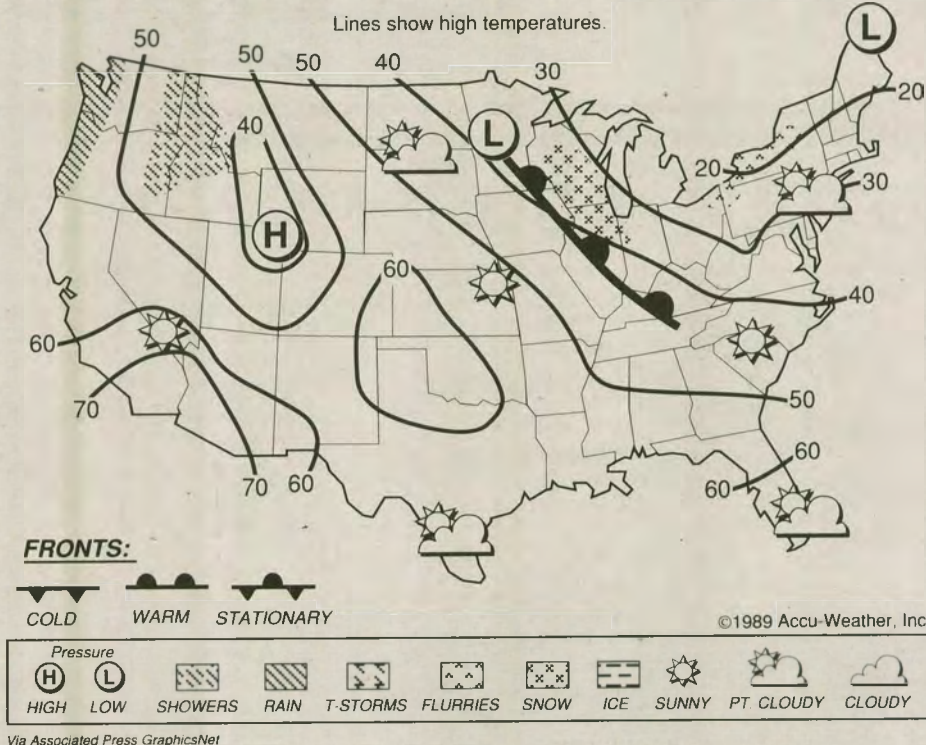 Lines show high temperatures.
L
50
50
50
40
30
20
L
40
20
30
H
60
40
60
70
50
60
60
70
60
FRONTS:
COLD
WARM
STATIONARY
©1989 Accu-Weather, Inc
Pressure
H
L
HIGH
LOW
SHOWERS
RAIN
T-STORMS
FLURRIES
SNOW
ICE
SUNNY
PT. CLOUDY
CLOUDY
Via Associated Press GraphicsNet